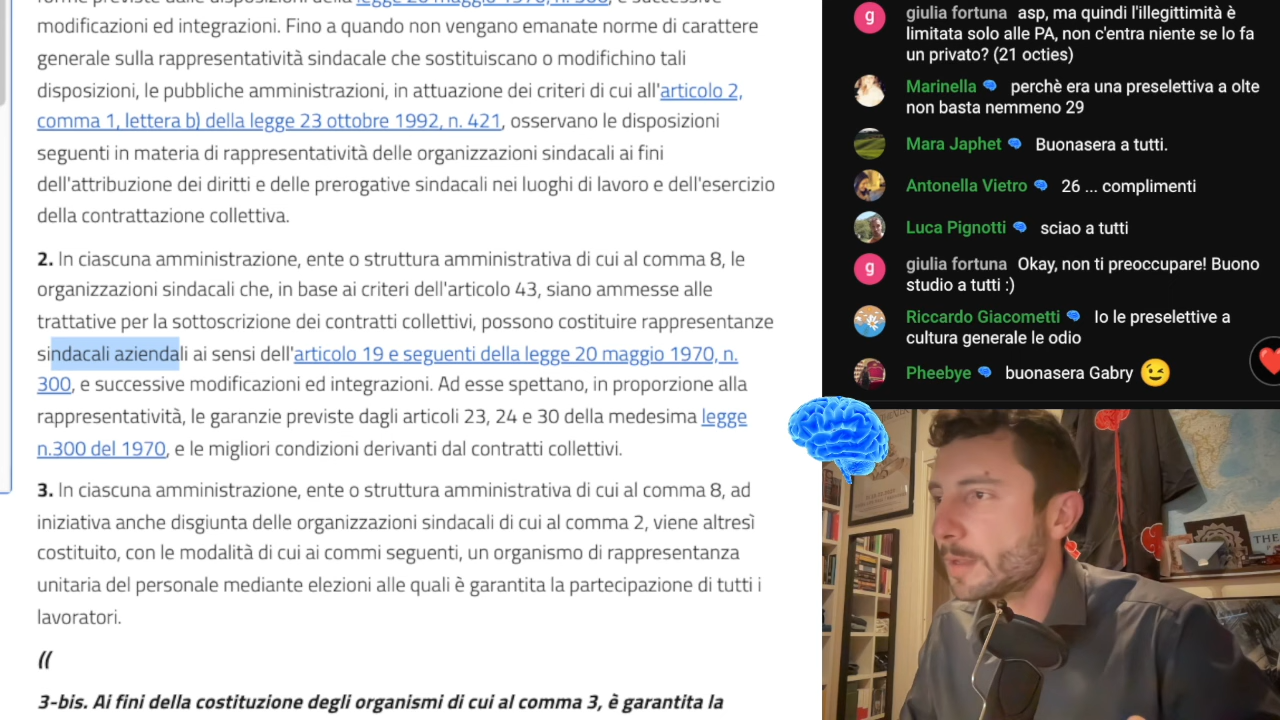 forme previste dalle disposizioni della legge 20 maggio 1970, n. 300, e successive
modificazioni ed integrazioni. Fino a quando non vengano emanate norme di carattere
generale sulla rappresentatività sindacale che sostituiscano o modifichino tali
disposizioni, le pubbliche amministrazioni, in attuazione dei criteri di cui all'articolo 2,
comma 1, lettera b) della legge 23 ottobre 1992, n. 421, osservano le disposizioni
seguenti in materia di rappresentatività delle organizzazioni sindacali ai fini
dell'attribuzione dei diritti e delle prerogative sindacali nei luoghi di lavoro e dell'esercizio
della contrattazione collettiva.
2. In ciascuna amministrazione, ente o struttura amministrativa di cui al comma 8, le
organizzazioni sindacali che, in base ai criteri dell'articolo 43, siano ammesse alle
trattative per la sottoscrizione dei contratti collettivi, possono costituire rappresentanze
sindacali aziendali ai sensi dell'articolo 19 e seguenti della legge 20 maggio 1970, n.
300, e successive modificazioni ed integrazioni. Ad esse spettano, in proporzione alla
rappresentatività, le garanzie previste dagli articoli 23, 24 e 30 della medesima legge
n.300 del 1970, e le migliori condizioni derivanti dal contratti collettivi.
3. In ciascuna amministrazione, ente o struttura amministrativa di cui al comma 8, ad
iniziativa anche disgiunta delle organizzazioni sindacali di cui al comma 2, viene altresì
costituito, con le modalità di cui ai commi seguenti, un organismo di rappresentanza
unitaria del personale mediante elezioni alle quali è garantita la partecipazione di tutti i
lavoratori.
((
3-bis. Ai fini della costituzione degli organismi di cui al comma 3, è garantita la
g
giulia fortuna asp, ma quindi l'illegittimità è
limitata solo alle PA, non c'entra niente se lo fa
un privato? (21 octies)
Marinella perchè era una preselettiva a olte
non basta nemmeno 29
Mara Japhet Buonasera a tutti.
Antonella Vietro 26 ... complimenti
Luca Pignotti sciao a tutti
g
giulia fortuna Okay, non ti preoccupare! Buono
studio a tutti :)
Riccardo Giacometti Io le preselettive a
cultura generale le odio
Pheebye buonasera Gabry
THE